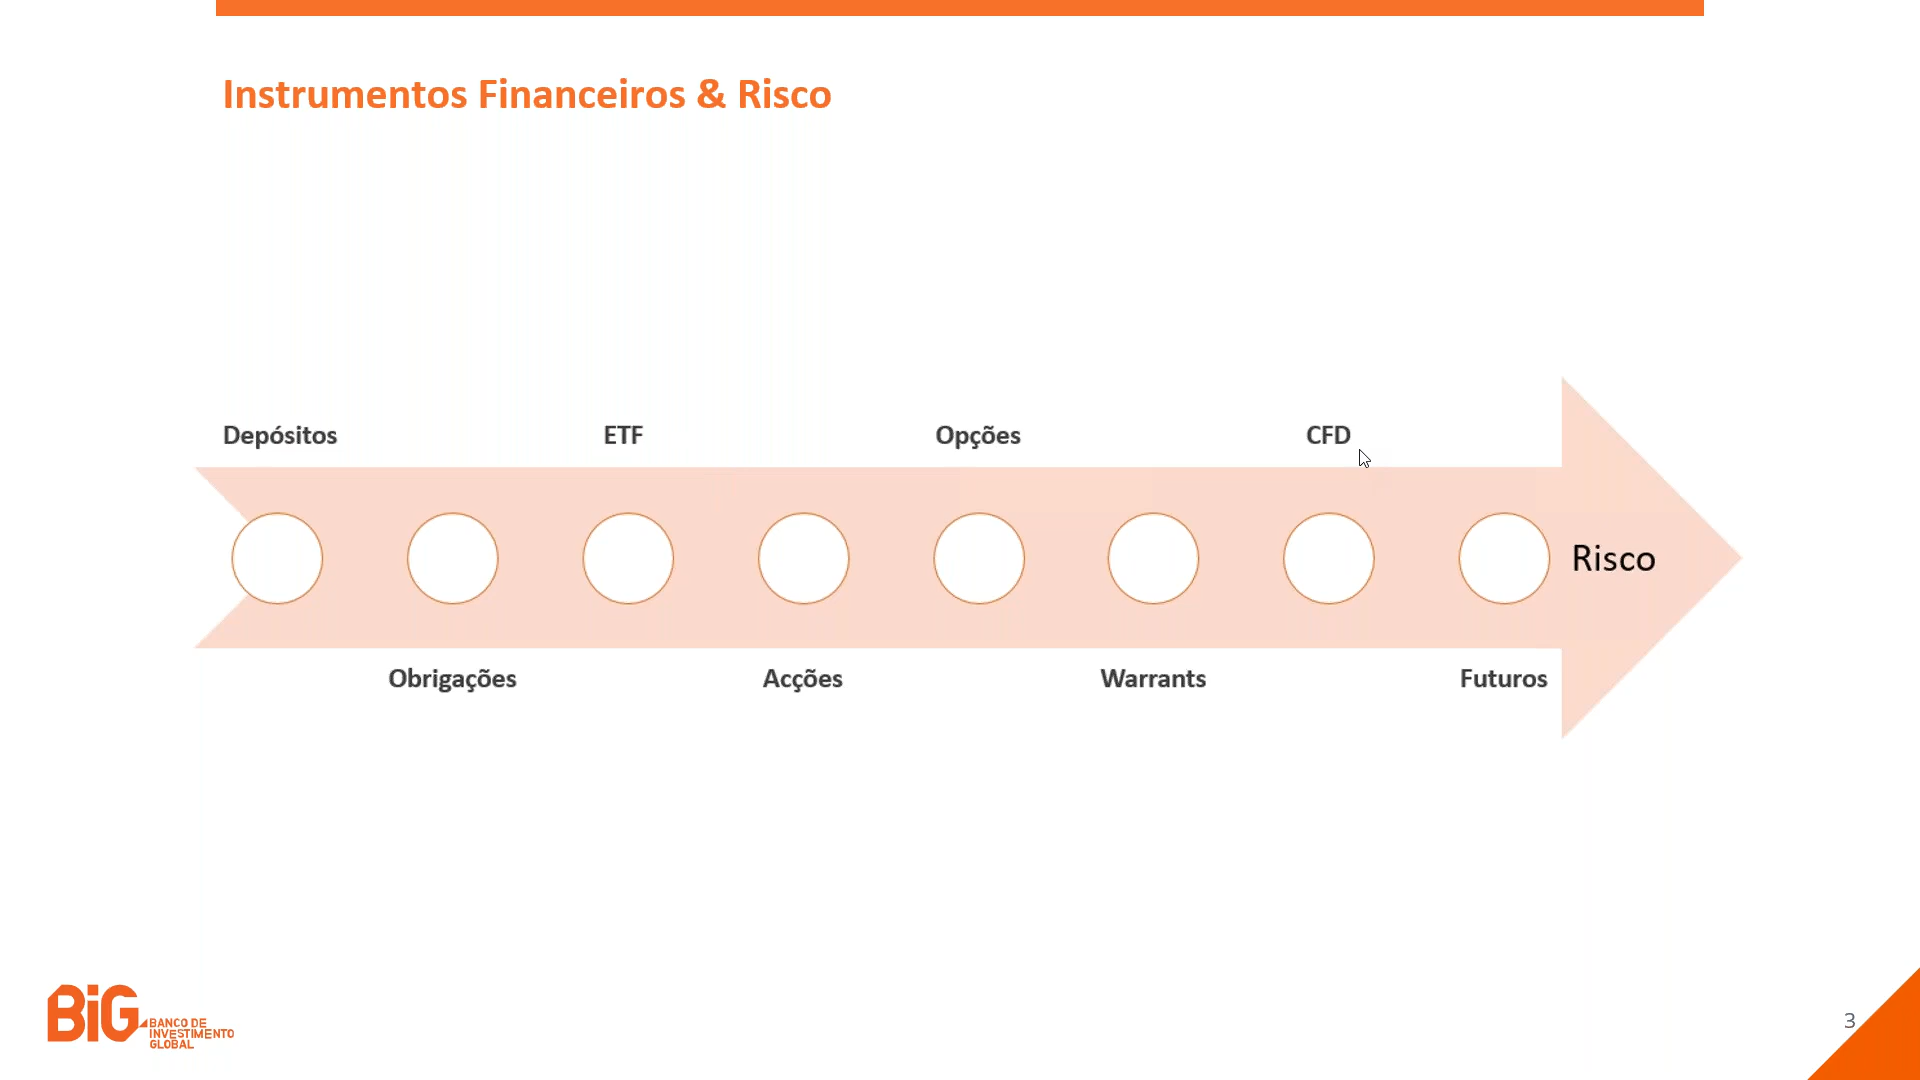 Instrumentos Financeiros & Risco
Depósitos
ETF
Opções
CFD
Risco
Obrigações
Acções
Warrants
Futuros
BiG
BANCO DE
INVESTIMENTO
GLOBAL
3